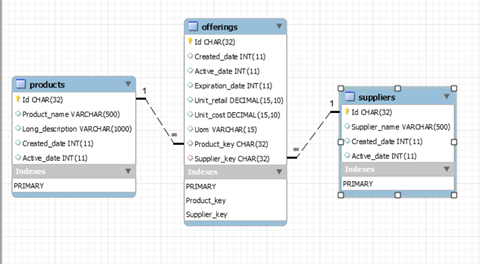 products
Id CHAR(32)
Product_name VARCHAR(500)
Long_description VARCHAR(1000)
Created_date INT(11)
Active_date INT(11)
Indexes
PRIMARY
1
∞
offerings
Id CHAR(32)
Created_date INT(11)
Active_date INT(11)
Expiration_date INT(11)
Unit_retail DECIMAL(15,10)
Unit_cost DECIMAL(15,10)
Uom VARCHAR(15)
Product_key CHAR(32)
Supplier_key CHAR(32)
Indexes
PRIMARY
Product_key
Supplier_key
∞
1
suppliers
Id CHAR(32)
Supplier_name VARCHAR(500)
Created_date INT(11)
Active_date INT(11)
Indexes
PRIMARY